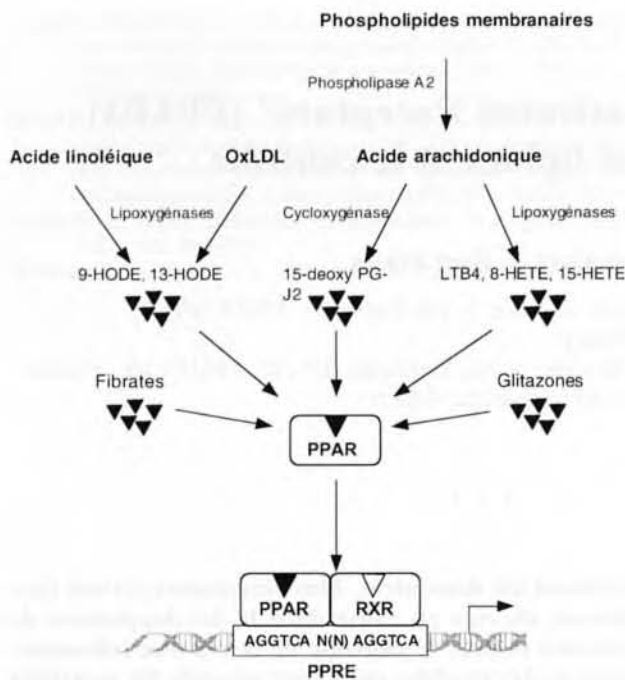 Phospholipides membranaires
Phospholipase A2
Acide linoléique OxLDL Acide arachidonique
Lipoxygénases Cycloxygénase Lipoxygénases
9-HODE, 13-HODE 15-deoxy PG- LTB4, 8-HETE, 15-HETE
J2
Fibrates Glitazones
PPAR
PPAR RXR
AGGTCA N(N) AGGTCA
PPRE